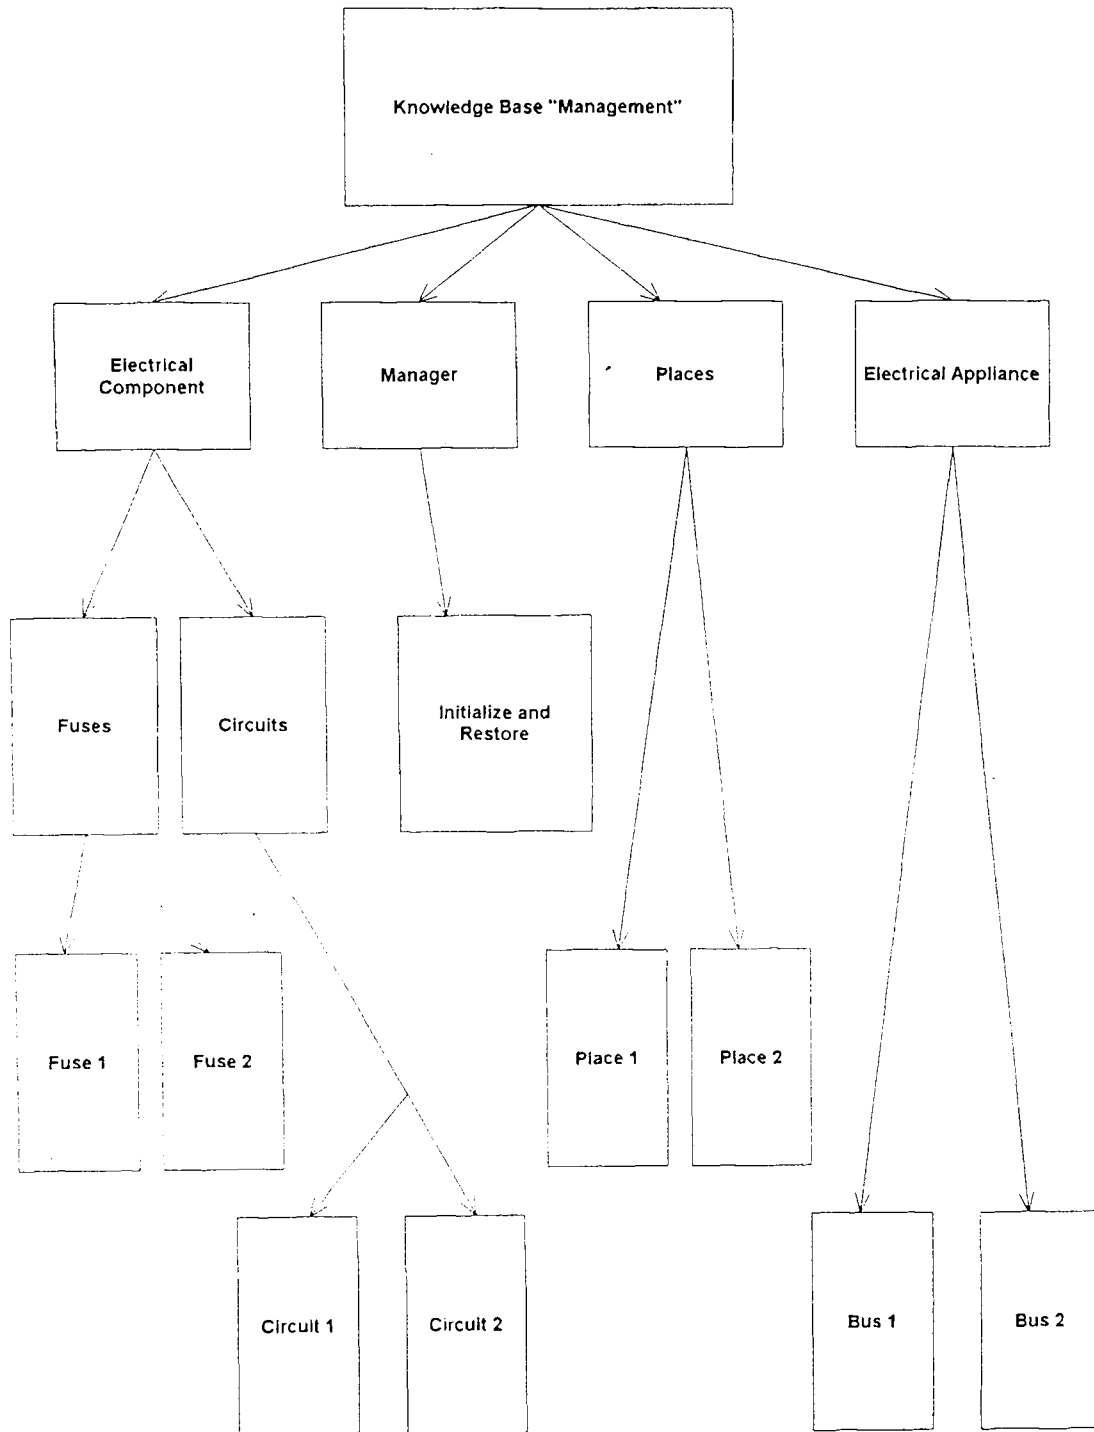 Knowledge Base "Management"
Electrical
Component
Manager
Places
Electrical Appliance
Fuses
Circuits
Initialize and
Restore
Fuse 1
Fuse 2
Place 1
Place 2
Circuit 1
Circuit 2
Bus 1
Bus 2